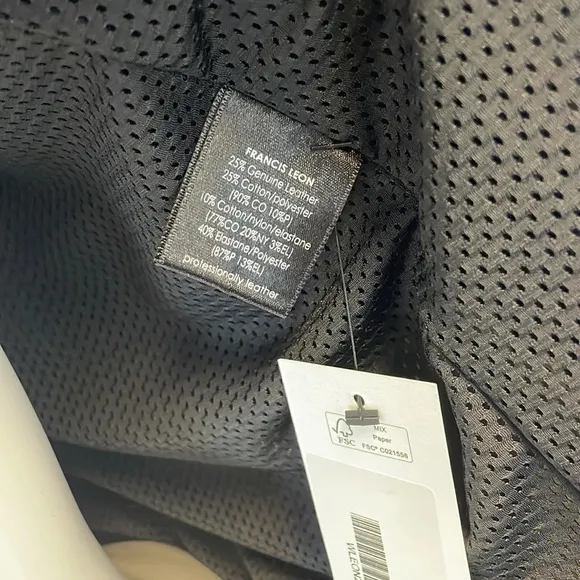 FRANCIS LEON
25% Genuine Leather
25% Cotton/polyester
(90% CO 10%P)
10% Cotton/nylon/elastane
(77%CO 20%NY 3%EL)
40% Elastane/Polyester
(87%P 13%EL)
professionally leather
MIX
Paper
FSC
FSC® C021556